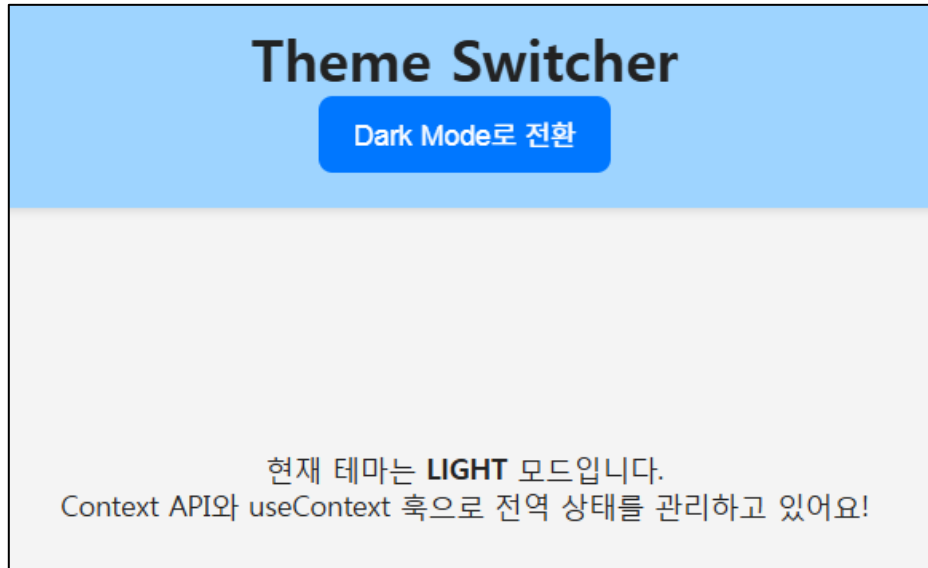 Theme Switcher
Dark Mode로 전환
현재 테마는 LIGHT 모드입니다.
Context API와 useContext 훅으로 전역 상태를 관리하고 있어요!